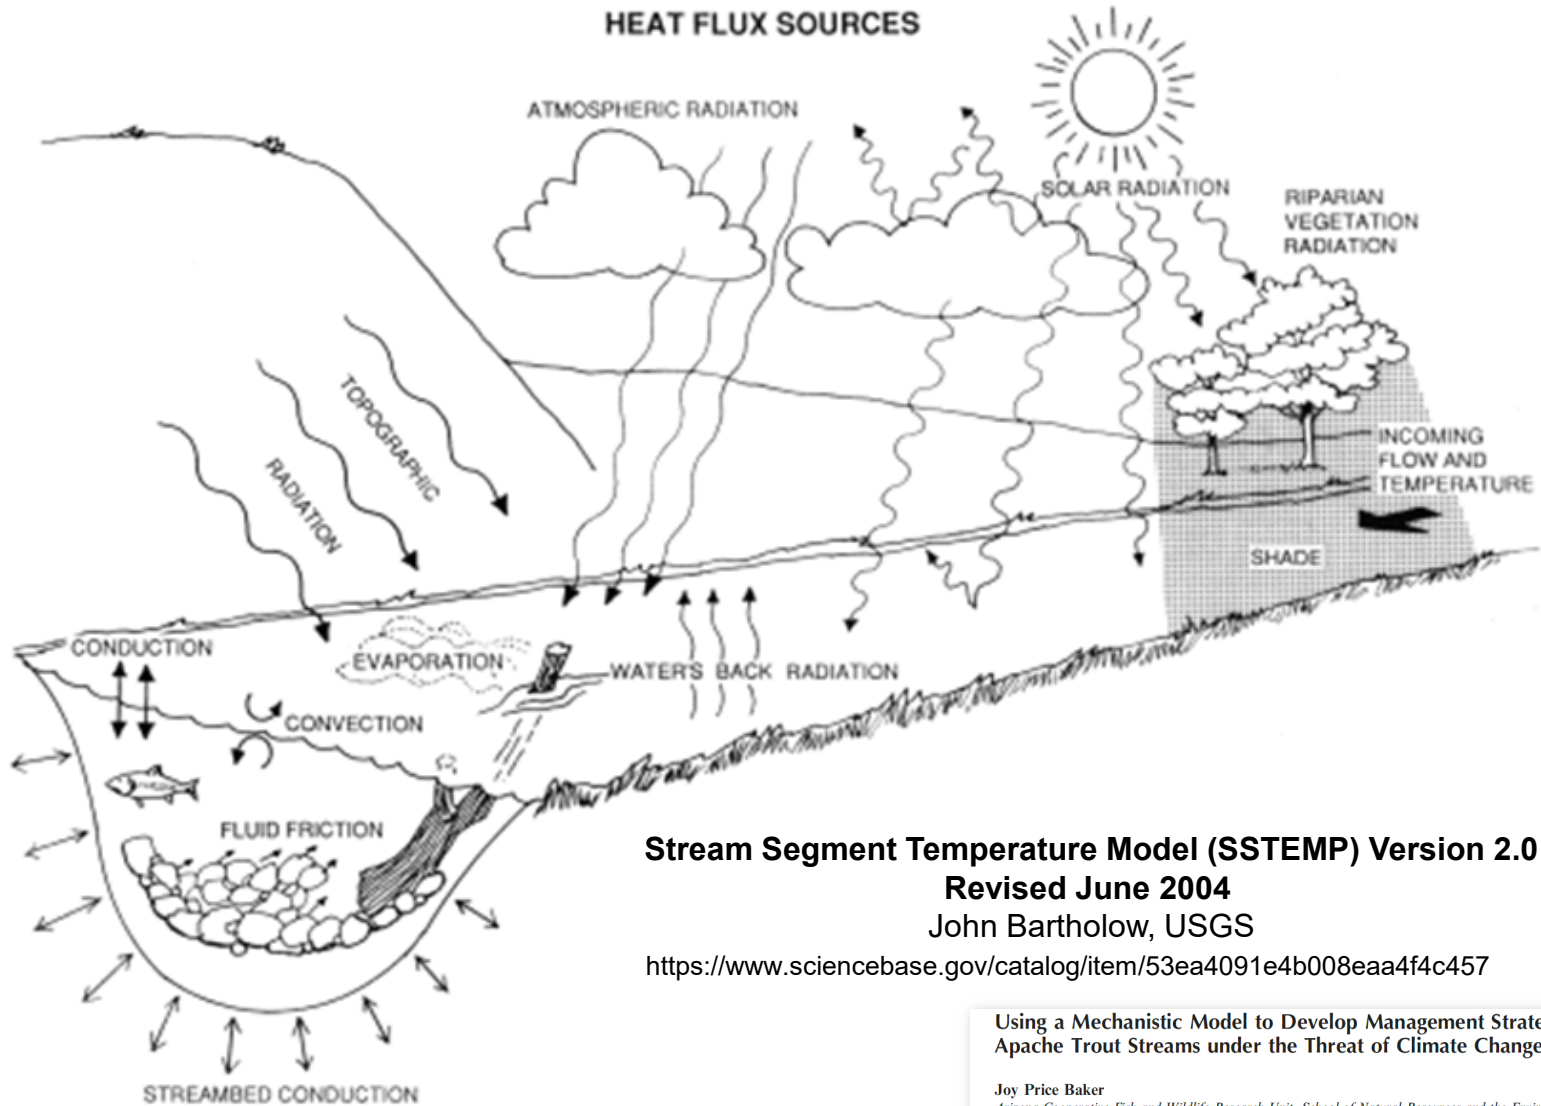 HEAT FLUX SOURCES
ATMOSPHERIC RADIATION
SOLAR RADIATION
RIPARIAN
VEGETATION
RADIATION
TOPOGRAPHIC
RADIATION
INCOMING
FLOW AND
TEMPERATURE
SHADE
CONDUCTION
EVAPORATION
WATER'S BACK RADIATION
CONVECTION
FLUID FRICTION
STREAMBED CONDUCTION
Stream Segment Temperature Model (SSTEMP) Version 2.0
Revised June 2004
John Bartholow, USGS
https://www.sciencebase.gov/catalog/item/53ea4091e4b008eaa4f4c457
Using a Mechanistic Model to Develop Management Strate
Apache Trout Streams under the Threat of Climate Change
Joy Price Baker